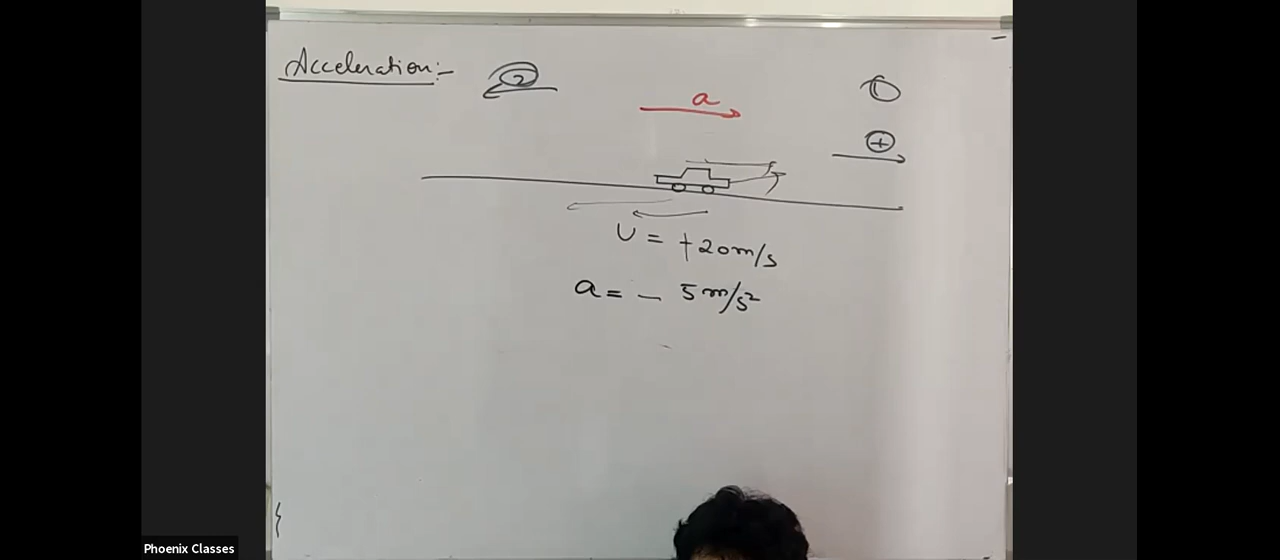 Acceleration:-
2
a
1
+
U = +20m/s
a = - 5m/s²
Phoenix Classes